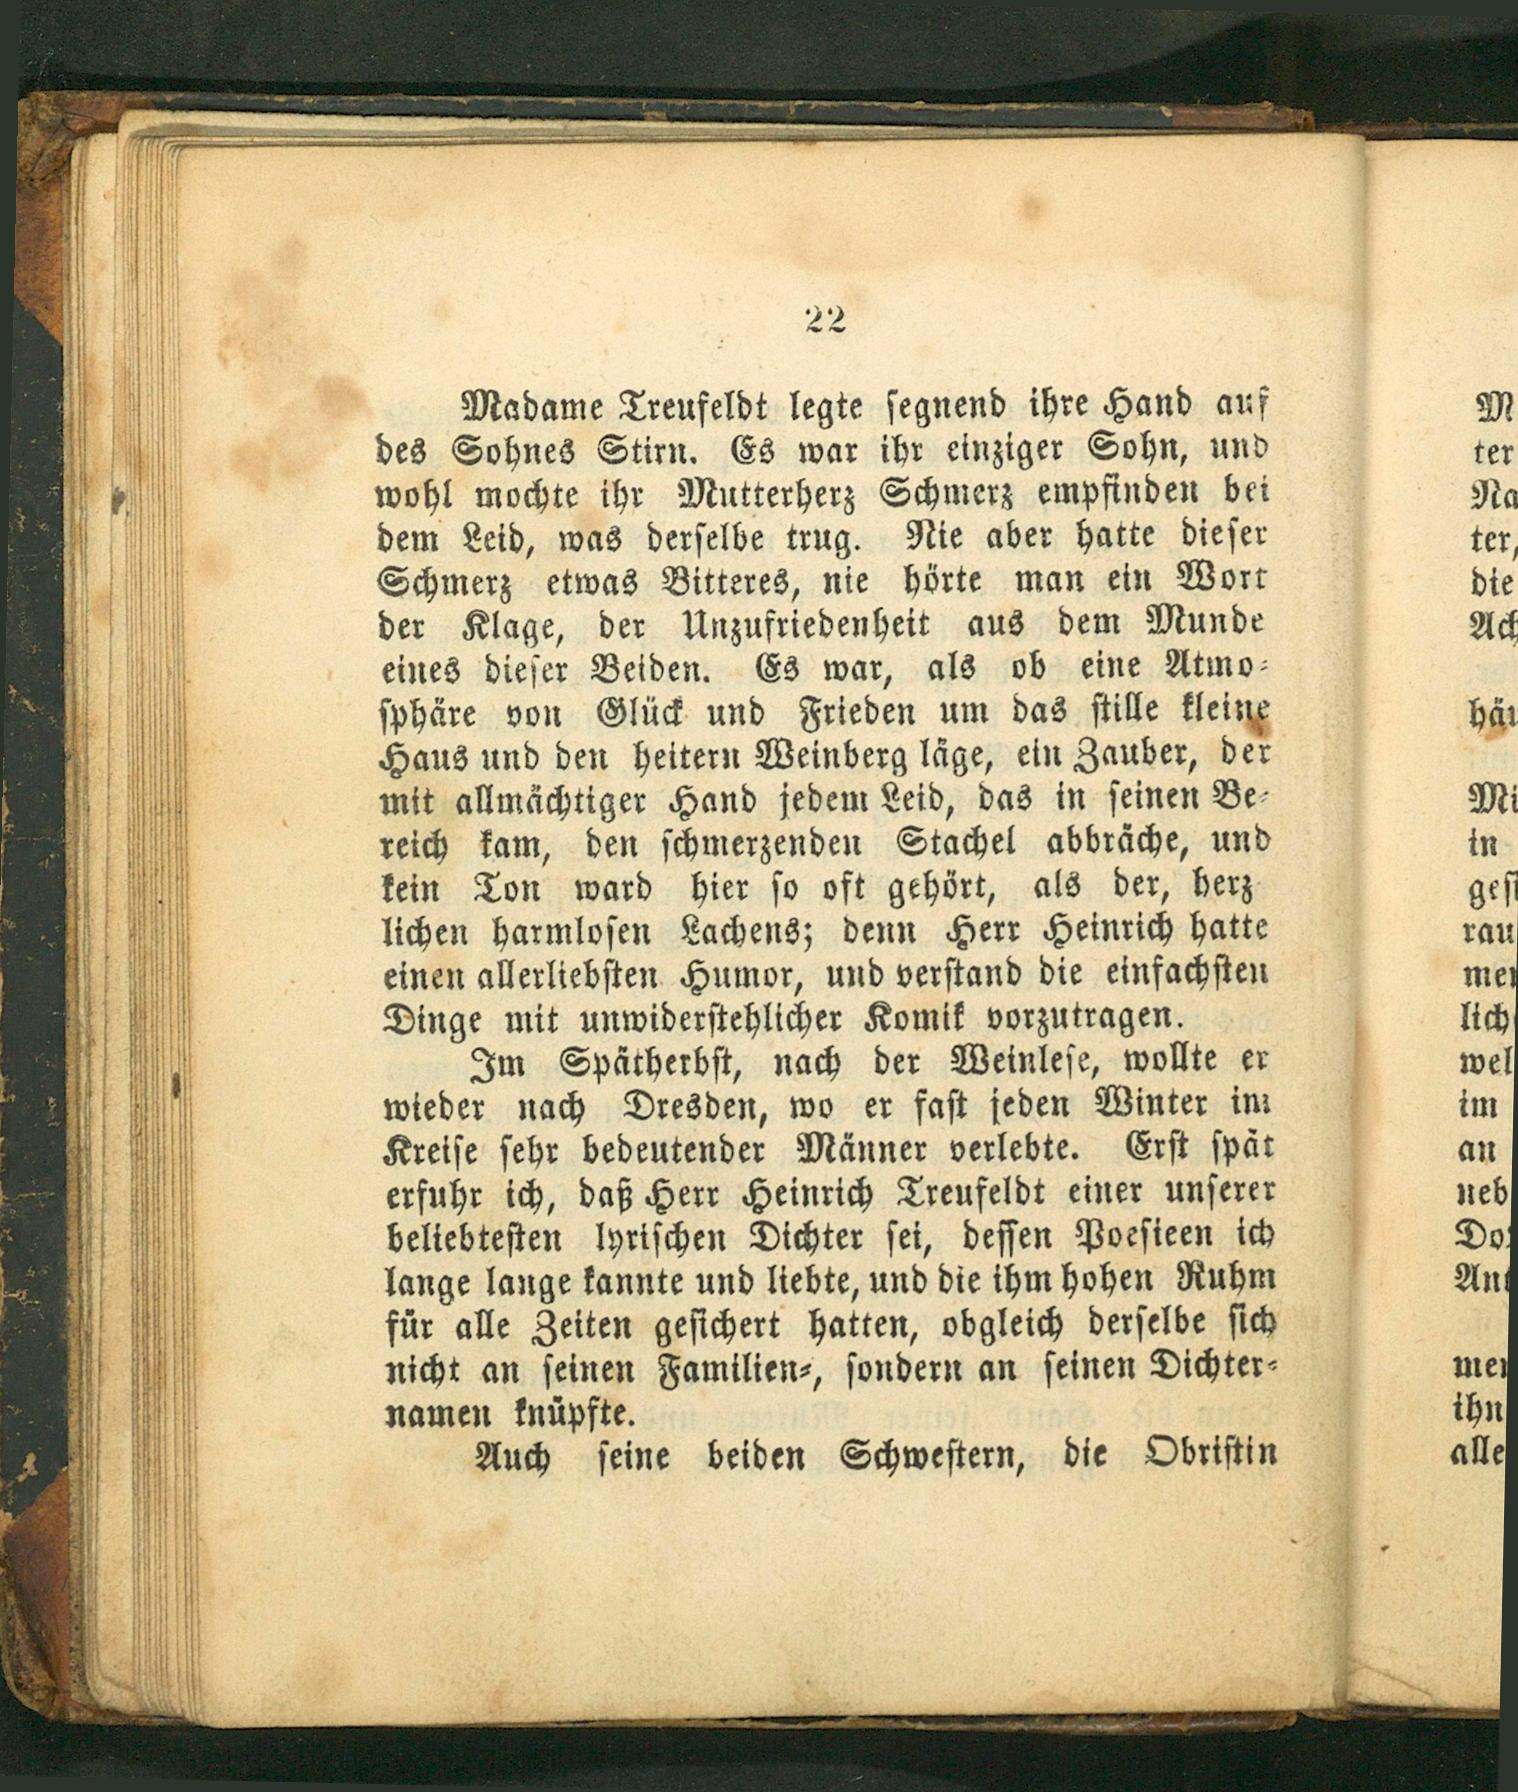 22
Madame Treufeldt legte segnend ihre Hand auf
des Sohnes Stirn. Es war ihr einziger Sohn, und
wohl mochte ihr Mutterherz Schmerz empfinden bei
dem Leid, was derselbe trug. Nie aber hatte dieser
Schmerz etwas Bitteres, nie hörte man ein Wort
der Klage, der Unzufriedenheit aus dem Munde
eines dieser Beiden. Es war, als ob eine Atmo-
sphäre von Glück und Frieden um das stille kleine
Haus und den heitern Weinberg läge, ein Zauber, der
mit allmächtiger Hand jedem Leid, das in seinen Be-
reich kam, den schmerzenden Stachel abbräche, und
kein Ton ward hier so oft gehört, als der, herz
lichen harmlosen Lachens; denn Herr Heinrich hatte
einen allerliebsten Humor, und verstand die einfachsten
Dinge mit unwiderstehlicher Komik vorzutragen.
Im Spätherbst, nach der Weinlese, wollte er
wieder nach Dresden, wo er fast jeden Winter im
Kreise sehr bedeutender Männer verlebte. Erst spät
erfuhr ich, daß Herr Heinrich Treufeldt einer unserer
beliebtesten lyrischen Dichter sei, dessen Poesieen ich
lange lange kannte und liebte, und die ihm hohen Ruhm
für alle Zeiten gesichert hatten, obgleich derselbe sich
nicht an seinen Familien-, sondern an seinen Dichter-
namen knüpfte.
Auch seine beiden Schwestern, die Obristin